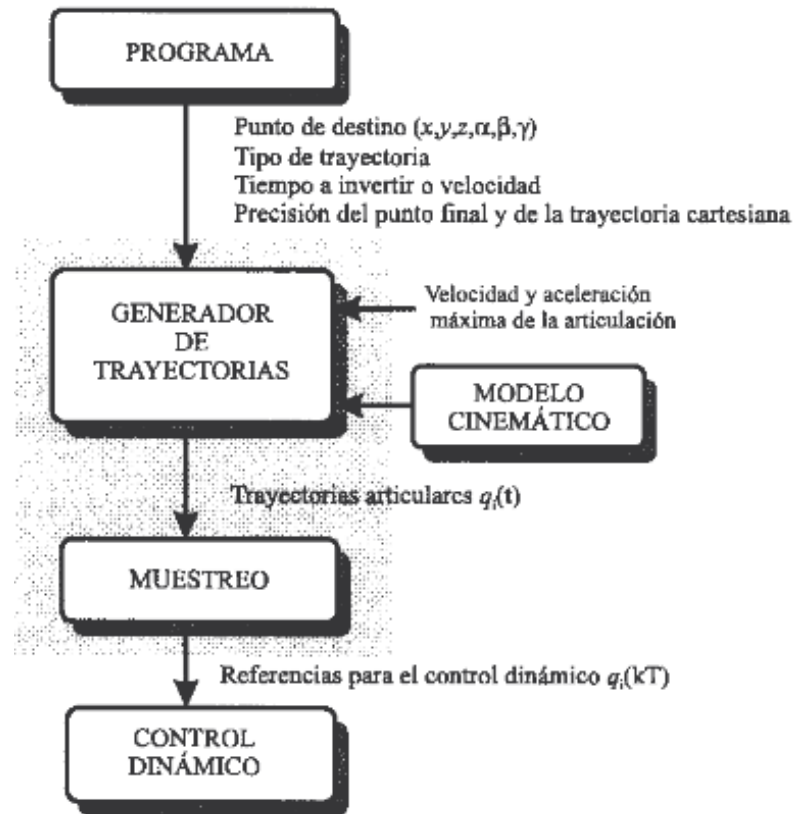 PROGRAMA
Punto de destino (x,y,z,α,β,γ)
Tipo de trayectoria
Tiempo a invertir o velocidad
Precisión del punto final y de la trayectoria cartesiana
GENERADOR
DE
TRAYECTORIAS
Velocidad y aceleración
máxima de la articulación
MODELO
CINEMÁTICO
Trayectorias articulares qᵢ(t)
MUESTREO
Referencias para el control dinámico qᵢ(kT)
CONTROL
DINÁMICO